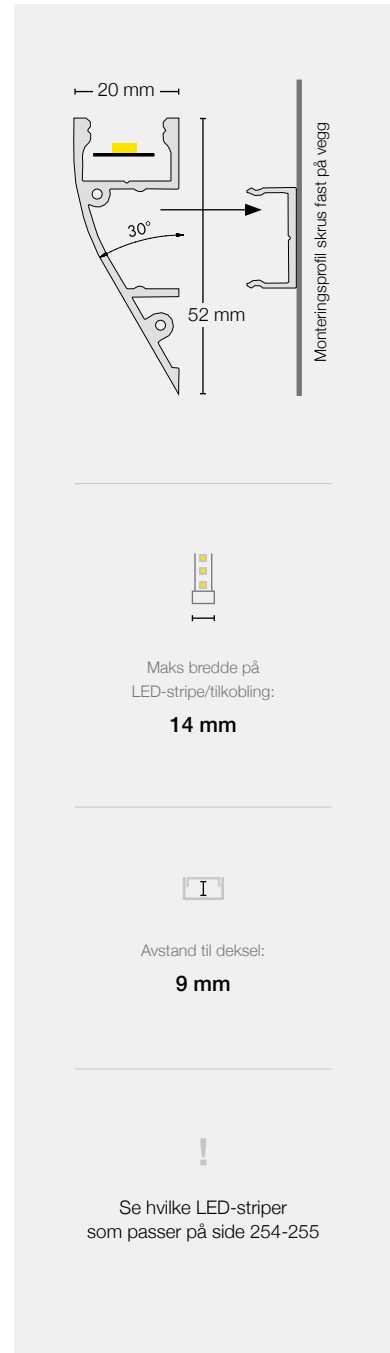 20 mm
30°
52 mm
Monteringsprofil skrus fast på vegg
Maks bredde på
LED-stripe/tilkobling:
14 mm
Avstand til deksel:
9 mm
!
Se hvilke LED-striper
som passer på side 254-255